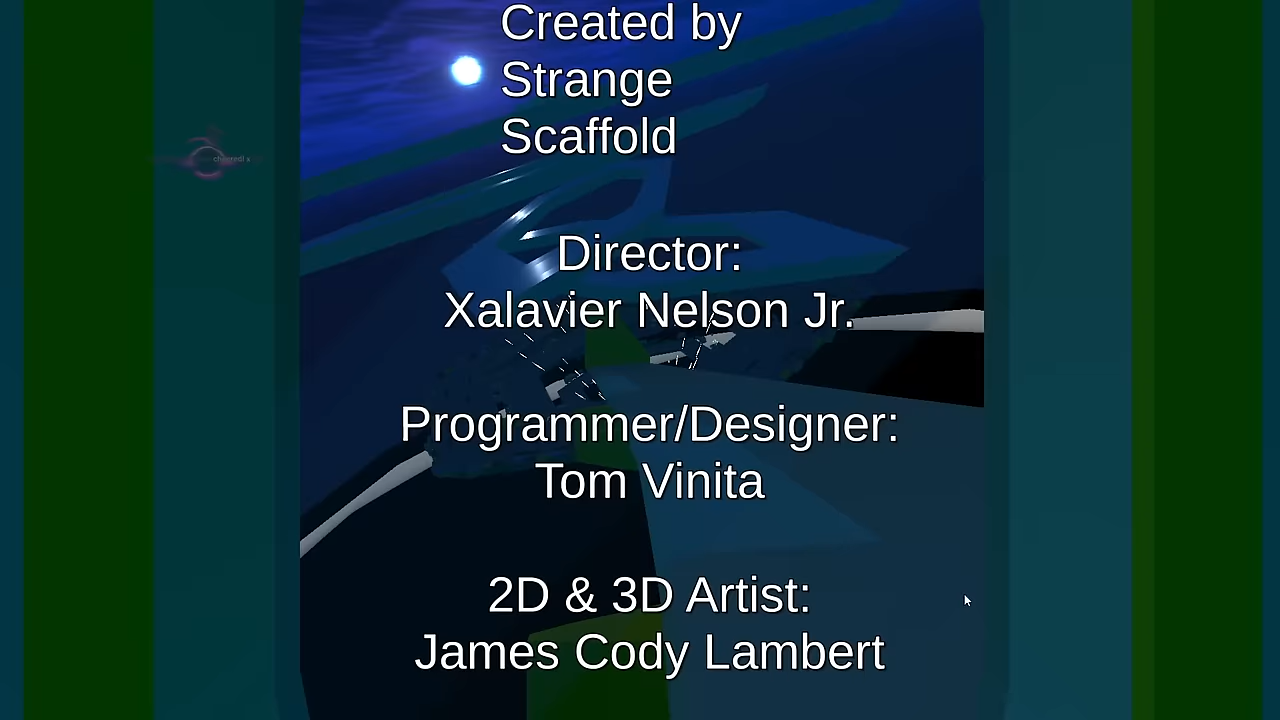 Created by
Strange
Scaffold
Director:
Xalavier Nelson Jr.
Programmer/Designer:
Tom Vinita
2D & 3D Artist:
James Cody Lambert